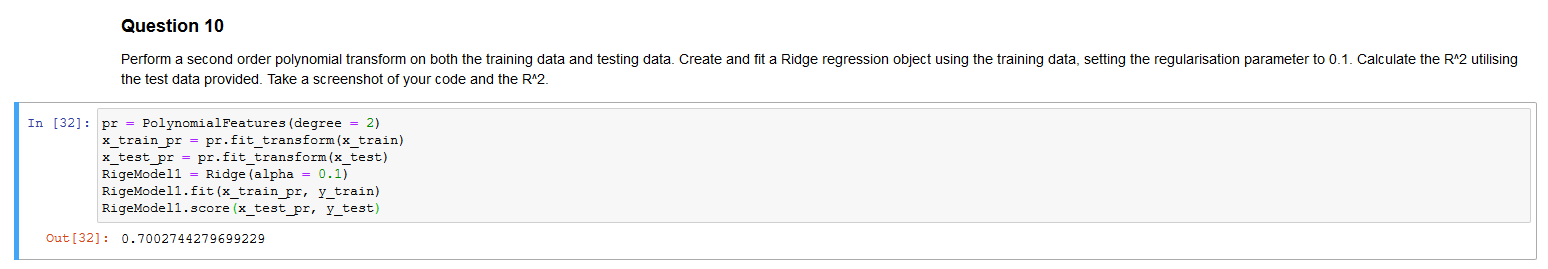 Question 10
Perform a second order polynomial transform on both the training data and testing data. Create and fit a Ridge regression object using the training data, setting the regularisation parameter to 0.1. Calculate the R^2 utilising
the test data provided. Take a screenshot of your code and the R^2.
In [32]: pr = PolynomialFeatures(degree = 2)
x_train_pr = pr.fit_transform(x_train)
x_test_pr = pr.fit_transform(x_test)
RigeModel1 = Ridge(alpha = 0.1)
RigeModel1.fit(x_train_pr, y_train)
RigeModel1.score(x_test_pr, y_test)
Out[32]: 0.7002744279699229